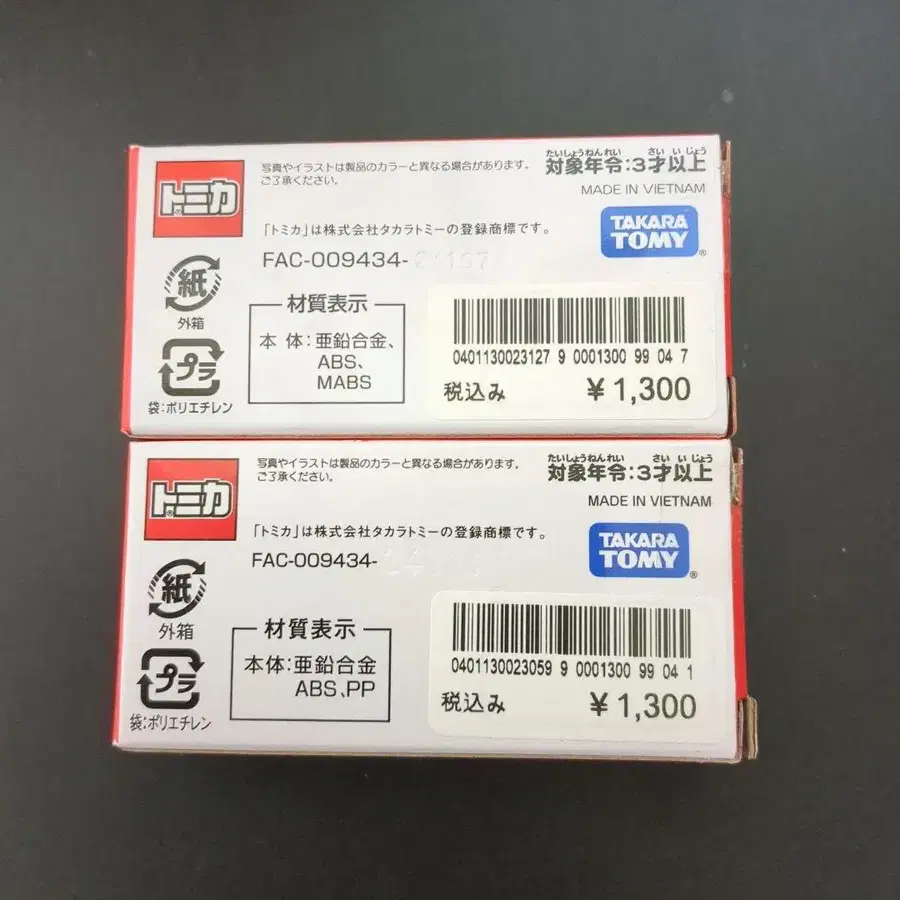 トミカ
写真やイラストは製品のカラーと異なる場合があります。
ご了承ください。
たいしょうねんれい さい いじょう
対象年令:3才以上
MADE IN VIETNAM
「トミカ」は株式会社タカラトミーの登録商標です。
TAKARA
TOMY
FAC-009434-
紙
外箱
プラ
袋:ポリエチレン
材質表示
本 体:亜鉛合金、
ABS、
MABS
0401130023127 9 0001300 99 04 7
税込み ¥1,300
トミカ
写真やイラストは製品のカラーと異なる場合があります。
ご了承ください。
たいしょうねんれい さい いじょう
対象年令:3才以上
MADE IN VIETNAM
「トミカ」は株式会社タカラトミーの登録商標です。
TAKARA
TOMY
FAC-009434-
紙
外箱
プラ
袋:ポリエチレン
材質表示
本体:亜鉛合金
ABS、PP
0401130023059 9 0001300 99 04 1
税込み ¥1,300